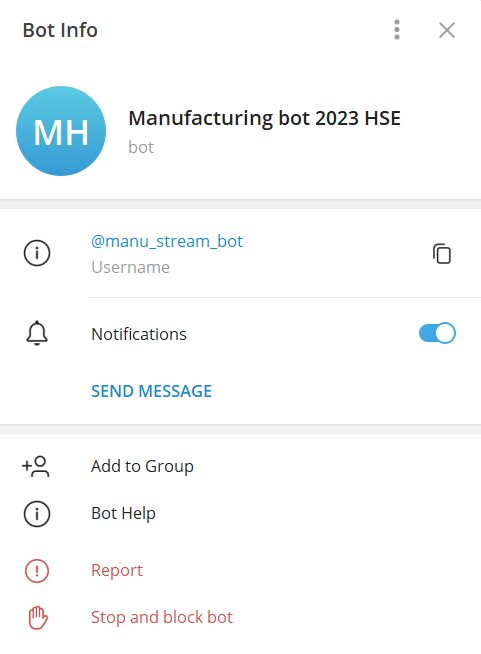 Bot Info
MH
Manufacturing bot 2023 HSE
bot
@manu_stream_bot
Username
Notifications
SEND MESSAGE
Add to Group
Bot Help
Report
Stop and block bot